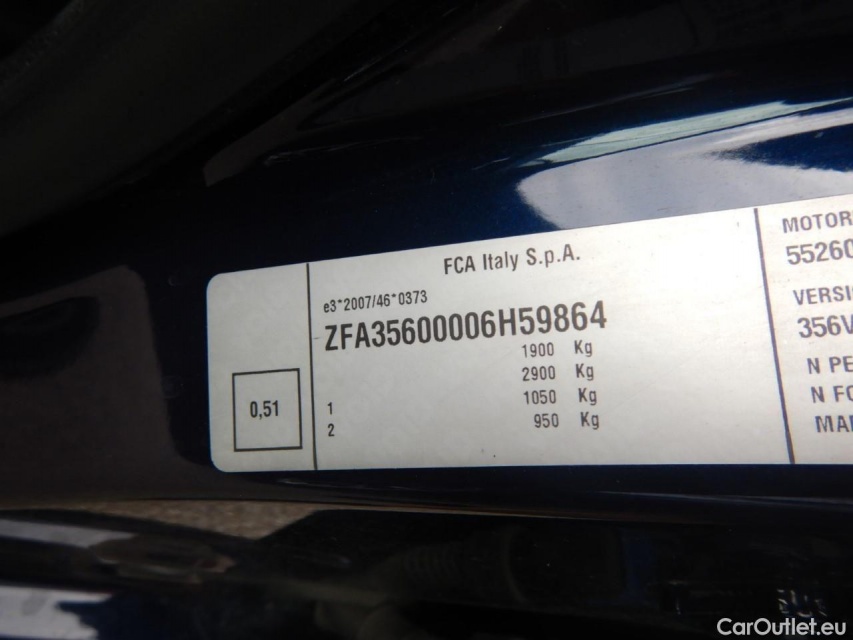 FCA Italy S.p.A.
e3*2007/46*0373
ZFA35600006H59864
1900 Kg
2900 Kg
1 1050 Kg
2 950 Kg
0,51
MOTOR
55260
VERSI
356V
N PE
N FO
MAI
CarOutlet.eu